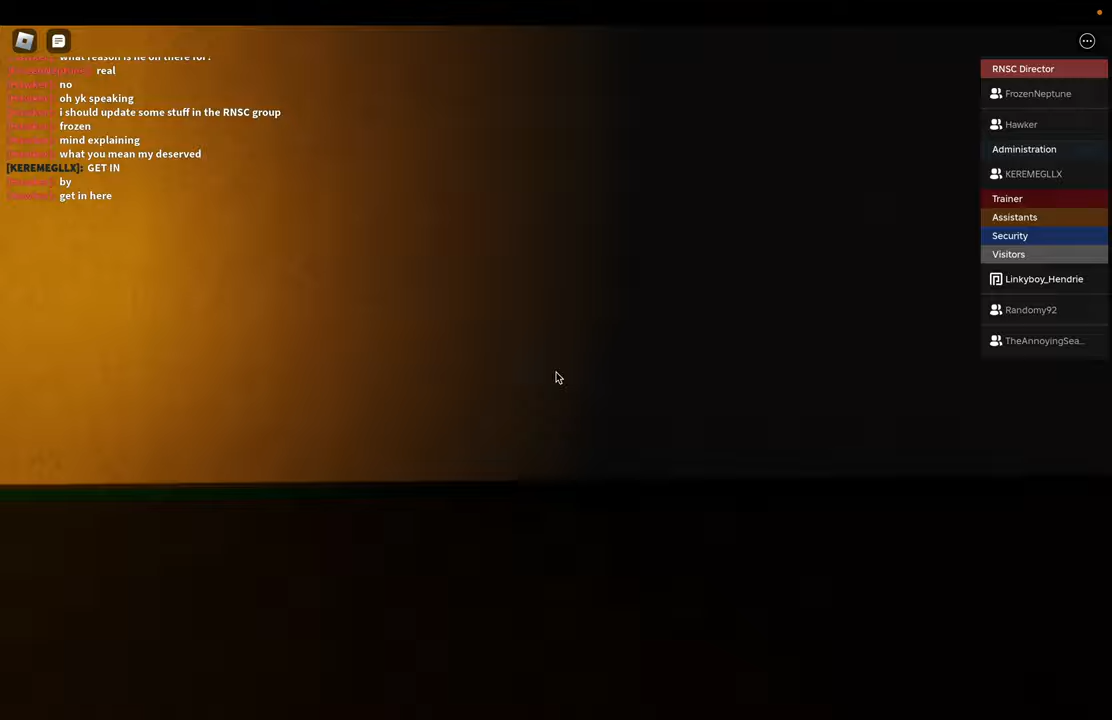 what reason is he on there for?
real
[Hawker]: no
oh yk speaking
i should update some stuff in the RNSC group
frozen
mind explaining
what you mean my deserved
[KEREMEGLLX]: GET IN
by
get in here
RNSC Director
FrozenNeptune
Hawker
Administration
KEREMEGLLX
Trainer
Assistants
Security
Visitors
Linkyboy_Hendrie
Randomy92
TheAnnoyingSea...